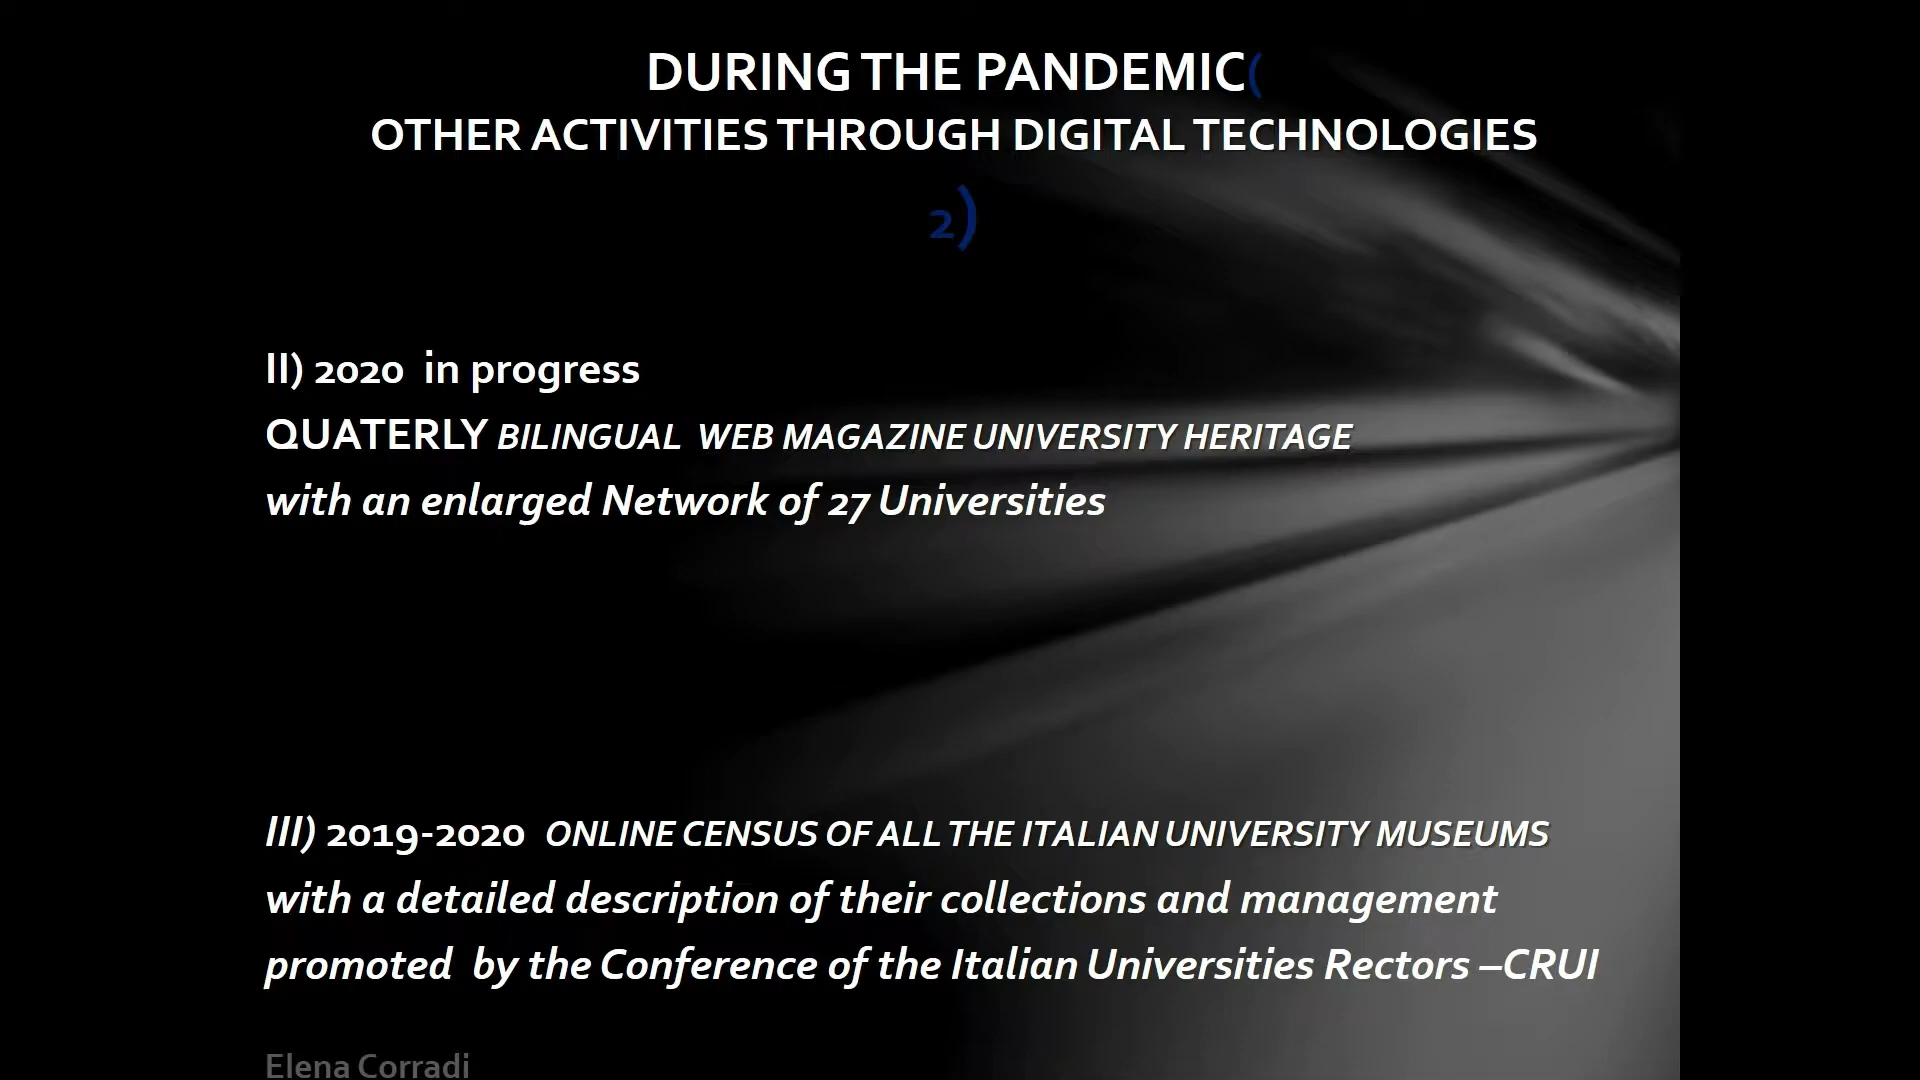 DURING THE PANDEMIC(
OTHER ACTIVITIES THROUGH DIGITAL TECHNOLOGIES
2)
II) 2020 in progress
QUATERLY BILINGUAL WEB MAGAZINE UNIVERSITY HERITAGE
with an enlarged Network of 27 Universities
III) 2019-2020 ONLINE CENSUS OF ALL THE ITALIAN UNIVERSITY MUSEUMS
with a detailed description of their collections and management
promoted by the Conference of the Italian Universities Rectors –CRUI
Elena Corradi